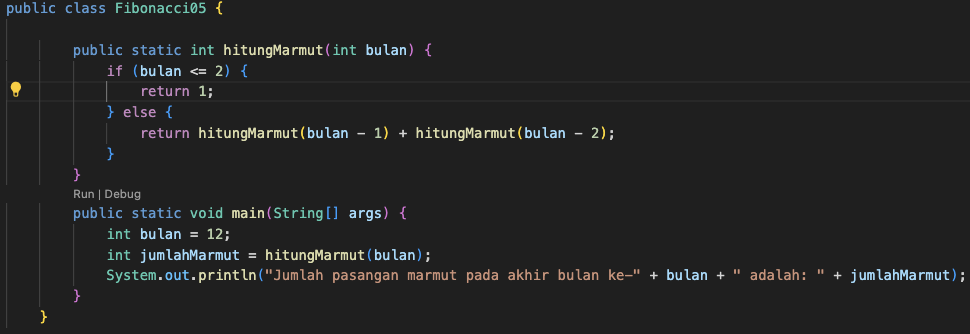 public class Fibonacci05 {
public static int hitungMarmut(int bulan) {
if (bulan <= 2) {
return 1;
} else {
return hitungMarmut(bulan - 1) + hitungMarmut(bulan - 2);
}
}
Run | Debug
public static void main(String[] args) {
int bulan = 12;
int jumlahMarmut = hitungMarmut(bulan);
System.out.println("Jumlah pasangan marmut pada akhir bulan ke-" + bulan + " adalah: " + jumlahMarmut);
}
}